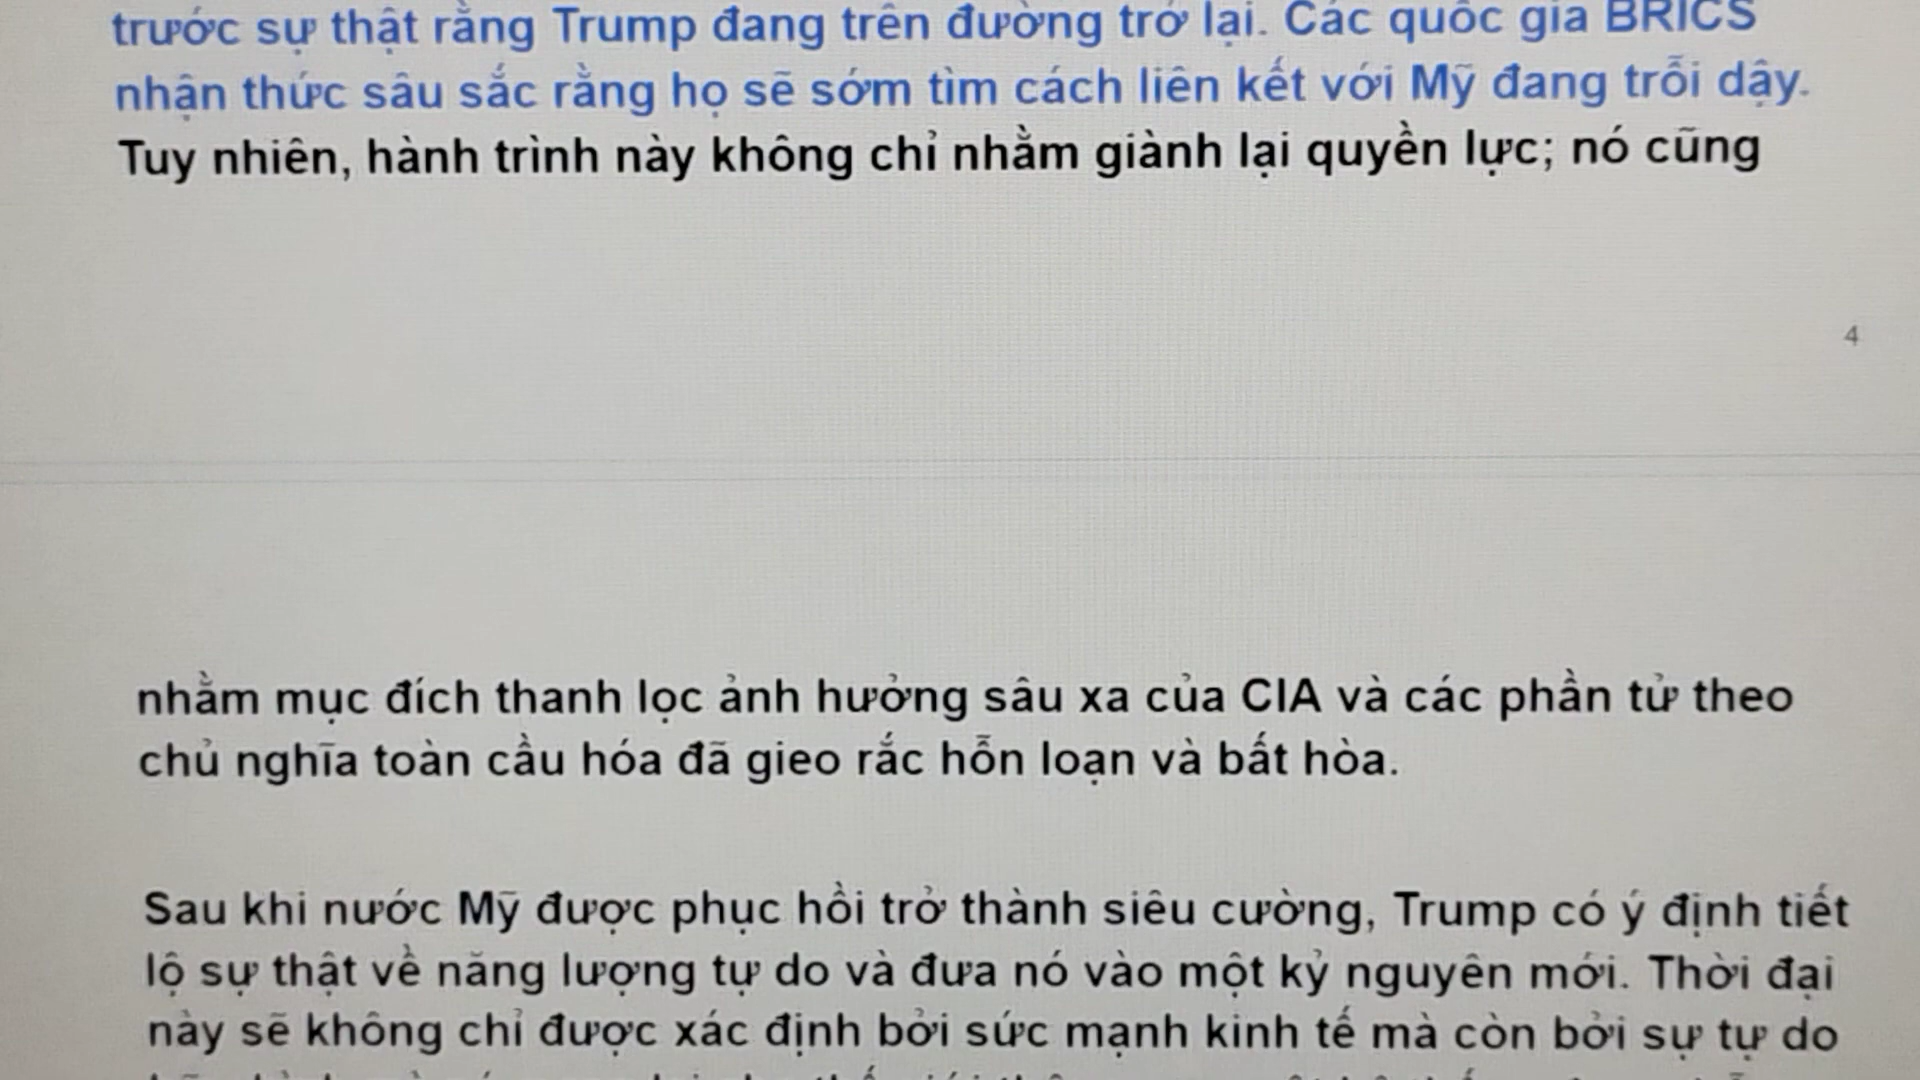 trước sự thật rằng Trump đang trên đường trở lại. Các quốc gia BRICS
nhận thức sâu sắc rằng họ sẽ sớm tìm cách liên kết với Mỹ đang trỗi dậy.
Tuy nhiên, hành trình này không chỉ nhằm giành lại quyền lực; nó cũng
4
nhằm mục đích thanh lọc ảnh hưởng sâu xa của CIA và các phần tử theo
chủ nghĩa toàn cầu hóa đã gieo rắc hỗn loạn và bất hòa.
Sau khi nước Mỹ được phục hồi trở thành siêu cường, Trump có ý định tiết
lộ sự thật về năng lượng tự do và đưa nó vào một kỷ nguyên mới. Thời đại
này sẽ không chỉ được xác định bởi sức mạnh kinh tế mà còn bởi sự tự do